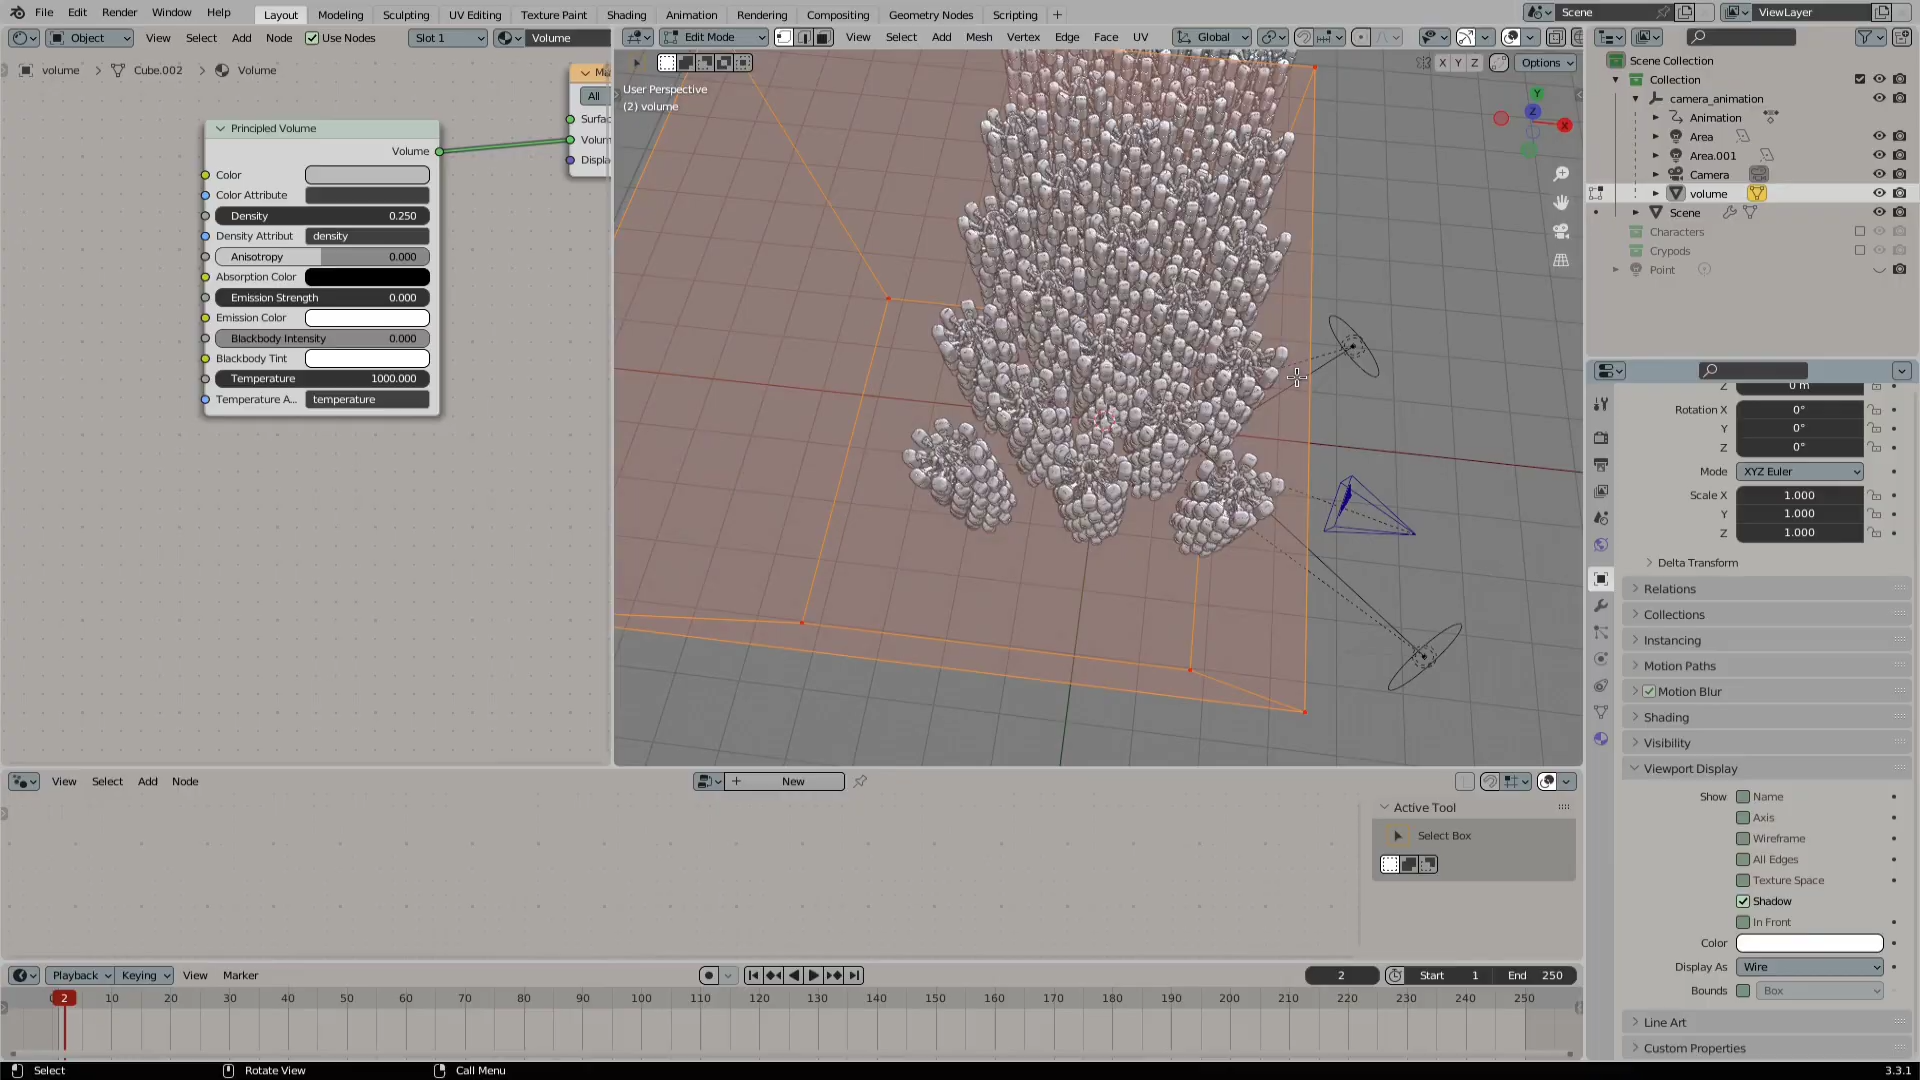 File Edit Render Window Help Layout Modeling Sculpting UV Editing Texture Paint Shading Animation Rendering Compositing Geometry Nodes Scripting + Scene ViewLayer
Object View Select Add Node Use Nodes Slot 1 Volume
Edit Mode View Select Add Mesh Vertex Edge Face UV Global
volume > Cube.002 > Volume
X Y Z Options
User Perspective
(2) volume
Y
Z
X
All
Principled Volume
Volume
Color
Color Attribute
Density 0.250
Density Attribut density
Anisotropy 0.000
Absorption Color
Emission Strength 0.000
Emission Color
Blackbody Intensity 0.000
Blackbody Tint
Temperature 1000.000
Temperature A... temperature
Scene Collection
Collection
camera_animation
Animation
Area
Area.001
Camera
volume
Scene
Characters
Crypods
Point
Z 0 m
Rotation X 0°
Y 0°
Z 0°
Mode XYZ Euler
Scale X 1.000
Y 1.000
Z 1.000
Delta Transform
Relations
Collections
Instancing
Motion Paths
Motion Blur
Shading
Visibility
Viewport Display
Show Name
Axis
Wireframe
All Edges
Texture Space
Shadow
In Front
Color
Display As Wire
Bounds Box
Line Art
Custom Properties
View Select Add Node + New
Active Tool
Select Box
Playback Keying View Marker 2 Start 1 End 250
2 10 20 30 40 50 60 70 80 90 100 110 120 130 140 150 160 170 180 190 200 210 220 230 240 250
Select Rotate View Call Menu 3.3.1